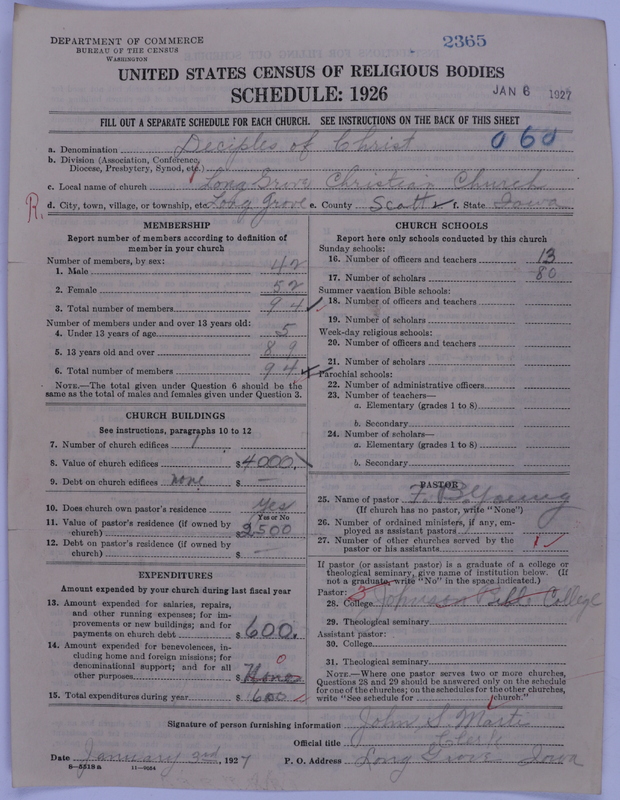 DEPARTMENT OF COMMERCE
BUREAU OF THE CENSUS
WASHINGTON
2365
UNITED STATES CENSUS OF RELIGIOUS BODIES
SCHEDULE: 1926
JAN 6 1927
FILL OUT A SEPARATE SCHEDULE FOR EACH CHURCH. SEE INSTRUCTIONS ON THE BACK OF THIS SHEET
a. Denomination Deciples of Christ 060
b. Division (Association, Conference, Diocese, Presbytery, Synod, etc.)
c. Local name of church Long Grove Christian Church
R. d. City, town, village, or township, etc. Long Grove e. County Scott f. State Iowa
MEMBERSHIP
Report number of members according to definition of member in your church
Number of members, by sex:
1. Male 42
2. Female 52
3. Total number of members 94
Number of members under and over 13 years old:
4. Under 13 years of age 5
5. 13 years old and over 89
6. Total number of members 94
NOTE.—The total given under Question 6 should be the same as the total of males and females given under Question 3.
CHURCH BUILDINGS
See instructions, paragraphs 10 to 12
7. Number of church edifices 1
8. Value of church edifices $ 4000.
9. Debt on church edifices none $ —
10. Does church own pastor's residence Yes
Yes or No
11. Value of pastor's residence (if owned by church) $ 2500
12. Debt on pastor's residence (if owned by church) $ —
EXPENDITURES
Amount expended by your church during last fiscal year
13. Amount expended for salaries, repairs, and other running expenses; for improvements or new buildings; and for payments on church debt $ 600.
14. Amount expended for benevolences, including home and foreign missions; for denominational support; and for all other purposes $ None 0
15. Total expenditures during year $ 600
CHURCH SCHOOLS
Report here only schools conducted by this church
Sunday schools:
16. Number of officers and teachers 13
17. Number of scholars 80
Summer vacation Bible schools:
18. Number of officers and teachers
19. Number of scholars
Week-day religious schools:
20. Number of officers and teachers
21. Number of scholars
Parochial schools:
22. Number of administrative officers
23. Number of teachers—
a. Elementary (grades 1 to 8)
b. Secondary
24. Number of scholars—
a. Elementary (grades 1 to 8)
b. Secondary
PASTOR
25. Name of pastor F. B. Young
(If church has no pastor, write "None")
26. Number of ordained ministers, if any, employed as assistant pastors
27. Number of other churches served by the pastor or his assistants 1
If pastor (or assistant pastor) is a graduate of a college or theological seminary, give name of institution below. (If not a graduate, write "No" in the space indicated.)
Pastor:
28. College Johnson Bible College
29. Theological seminary
Assistant pastor:
30. College
31. Theological seminary
NOTE.—Where one pastor serves two or more churches, Questions 28 and 29 should be answered only on the schedule for one of the churches; on the schedules for the other churches, write "See schedule for church."
Signature of person furnishing information John S.
Official title Clerk
Date January 3rd, 1927 P. O. Address Long Grove Iowa
8—5518 a 11—9084